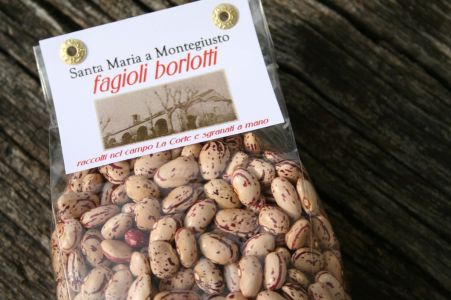 Santa Maria a Montegiusto
fagioli borlotti
raccolti nel campo La Corte e sgranati a mano